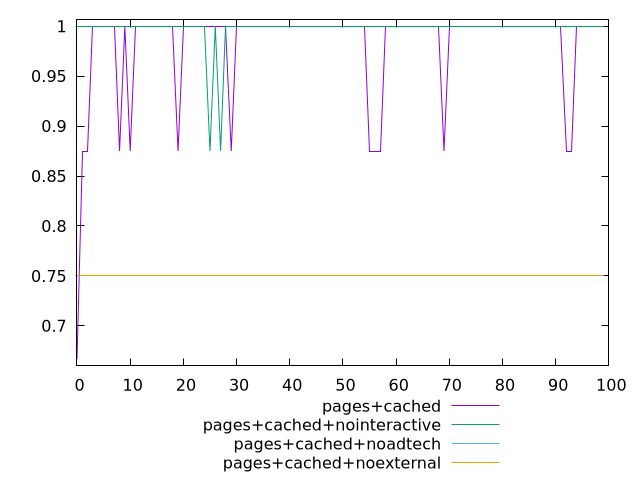 1
0.95
0.9
0.85
0.8
0.75
0.7
0 10 20 30 40 50 60 70 80 90 100
pages+cached
pages+cached+nointeractive
pages+cached+noadtech
pages+cached+noexternal